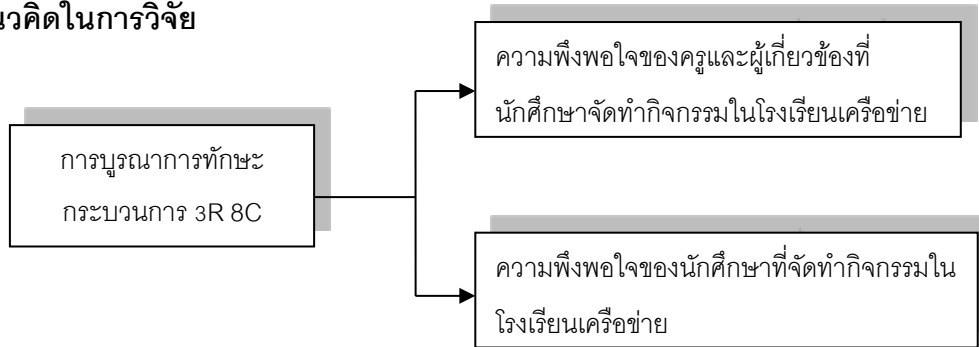 นวคิดในการวิจัย
ความพึงพอใจของครูและผู้เกี่ยวข้องที่
นักศึกษาจัดทำกิจกรรมในโรงเรียนเครือข่าย
การบูรณาการทักษะ
กระบวนการ 3R 8C
ความพึงพอใจของนักศึกษาที่จัดทำกิจกรรมใน
โรงเรียนเครือข่าย